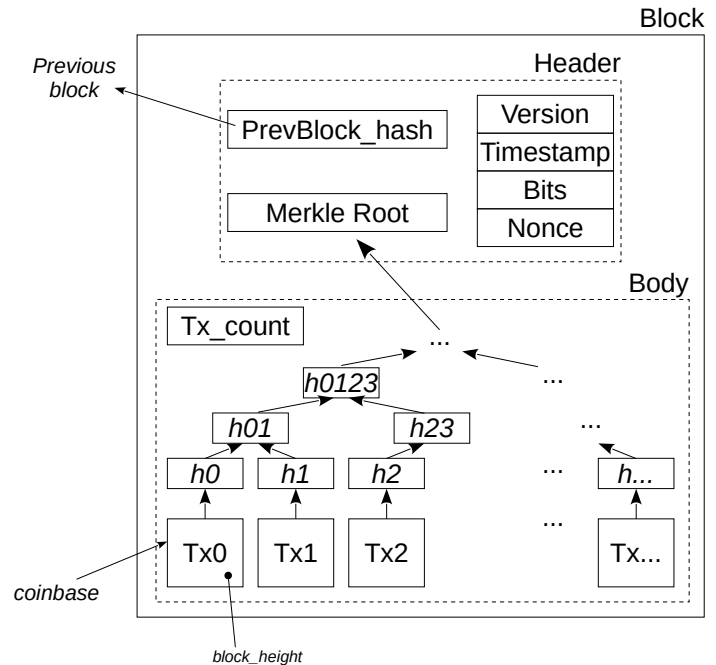 Block
Previous
block
Header
PrevBlock_hash
Version
Timestamp
Bits
Nonce
Merkle Root
Body
Tx_count
...
h0123
...
h01
h23
...
h0
h1
h2
...
h...
Tx0
Tx1
Tx2
...
Tx...
coinbase
block_height